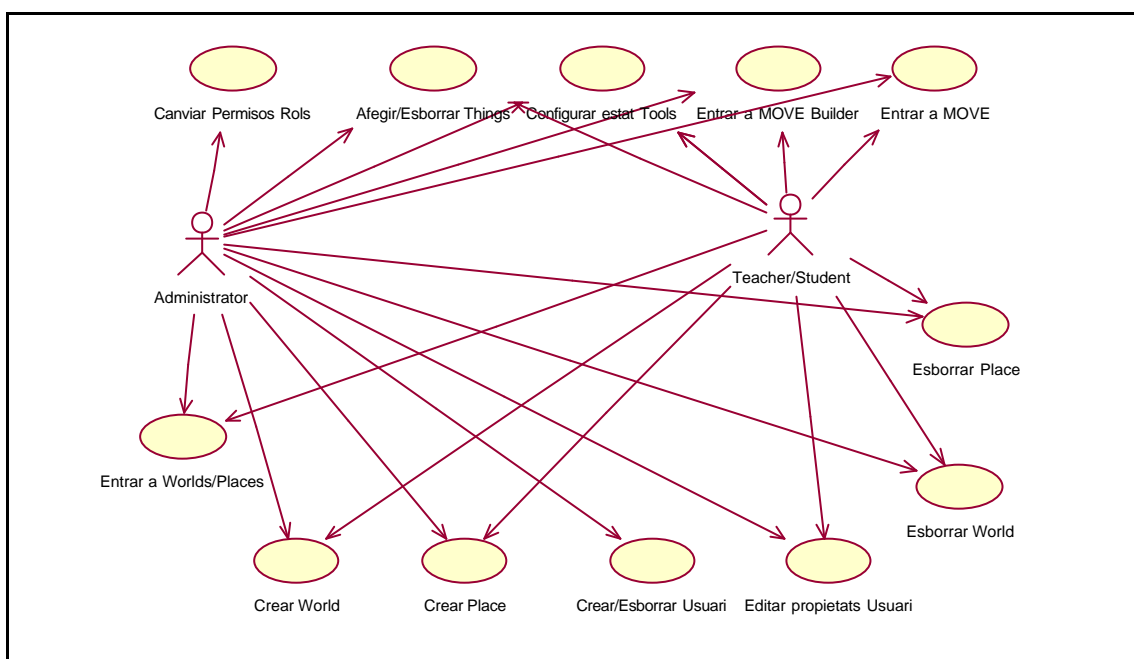 Canviar Permisos Rols
Afegir/Esborrar Things
Configurar estat Tools
Entrar a MOVE Builder
Entrar a MOVE
Administrator
Teacher/Student
Esborrar Place
Entrar a Worlds/Places
Esborrar World
Crear World
Crear Place
Crear/Esborrar Usuari
Editar propietats Usuari